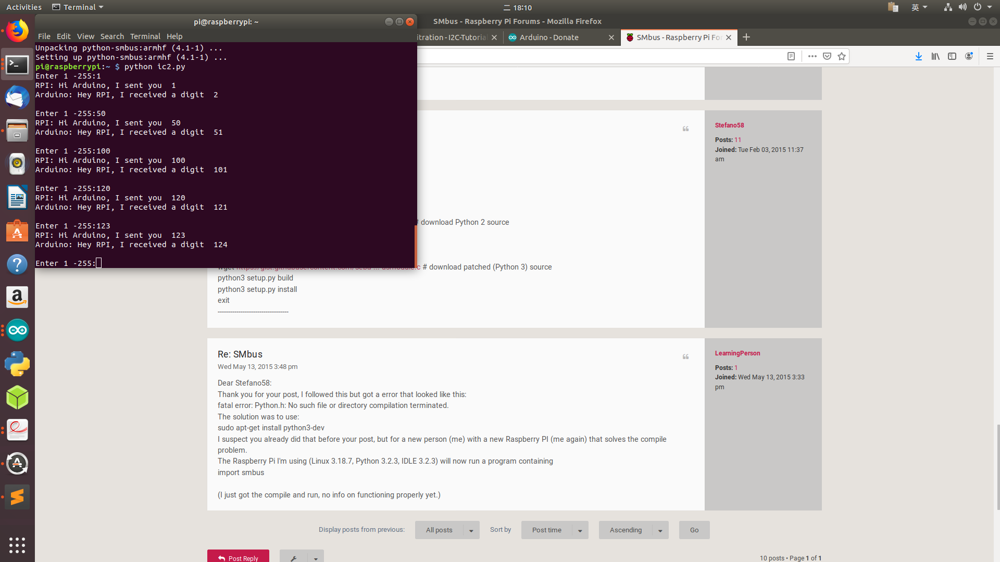 Activities
Terminal
二 18:10
英
pi@raspberrypi: ~
SMbus - Raspberry Pi Forums - Mozilla Firefox
File Edit View Search Terminal Help
itration - I2C-Tutorial
Arduino - Donate
SMbus - Raspberry Pi For
Unpacking python-smbus:armhf (4.1-1) ...
Setting up python-smbus:armhf (4.1-1) ...
pi@raspberrypi:~ $ python ic2.py
Enter 1 -255:1
RPI: Hi Arduino, I sent you  1
Arduino: Hey RPI, I received a digit  2
Enter 1 -255:50
RPI: Hi Arduino, I sent you  50
Arduino: Hey RPI, I received a digit  51
Enter 1 -255:100
RPI: Hi Arduino, I sent you  100
Arduino: Hey RPI, I received a digit  101
Enter 1 -255:120
RPI: Hi Arduino, I sent you  120
Arduino: Hey RPI, I received a digit  121
Enter 1 -255:123
RPI: Hi Arduino, I sent you  123
Arduino: Hey RPI, I received a digit  124
Enter 1 -255:
Stefano58
Posts: 11
Joined: Tue Feb 03, 2015 11:37
am
# download Python 2 source
# download patched (Python 3) source
python3 setup.py build
python3 setup.py install
exit
----------------------------------
Re: SMbus
Wed May 13, 2015 3:48 pm
Dear Stefano58:
Thank you for your post, I followed this but got a error that looked like this:
fatal error: Python.h: No such file or directory compilation terminated.
The solution was to use:
sudo apt-get install python3-dev
I suspect you already did that before your post, but for a new person (me) with a new Raspberry PI (me again) that solves the compile
problem.
The Raspberry Pi I'm using (Linux 3.18.7, Python 3.2.3, IDLE 3.2.3) will now run a program containing
import smbus
(I just got the compile and run, no info on functioning properly yet.)
LearningPerson
Posts: 1
Joined: Wed May 13, 2015 3:33
pm
Display posts from previous: All posts Sort by Post time Ascending Go
Post Reply
10 posts • Page 1 of 1